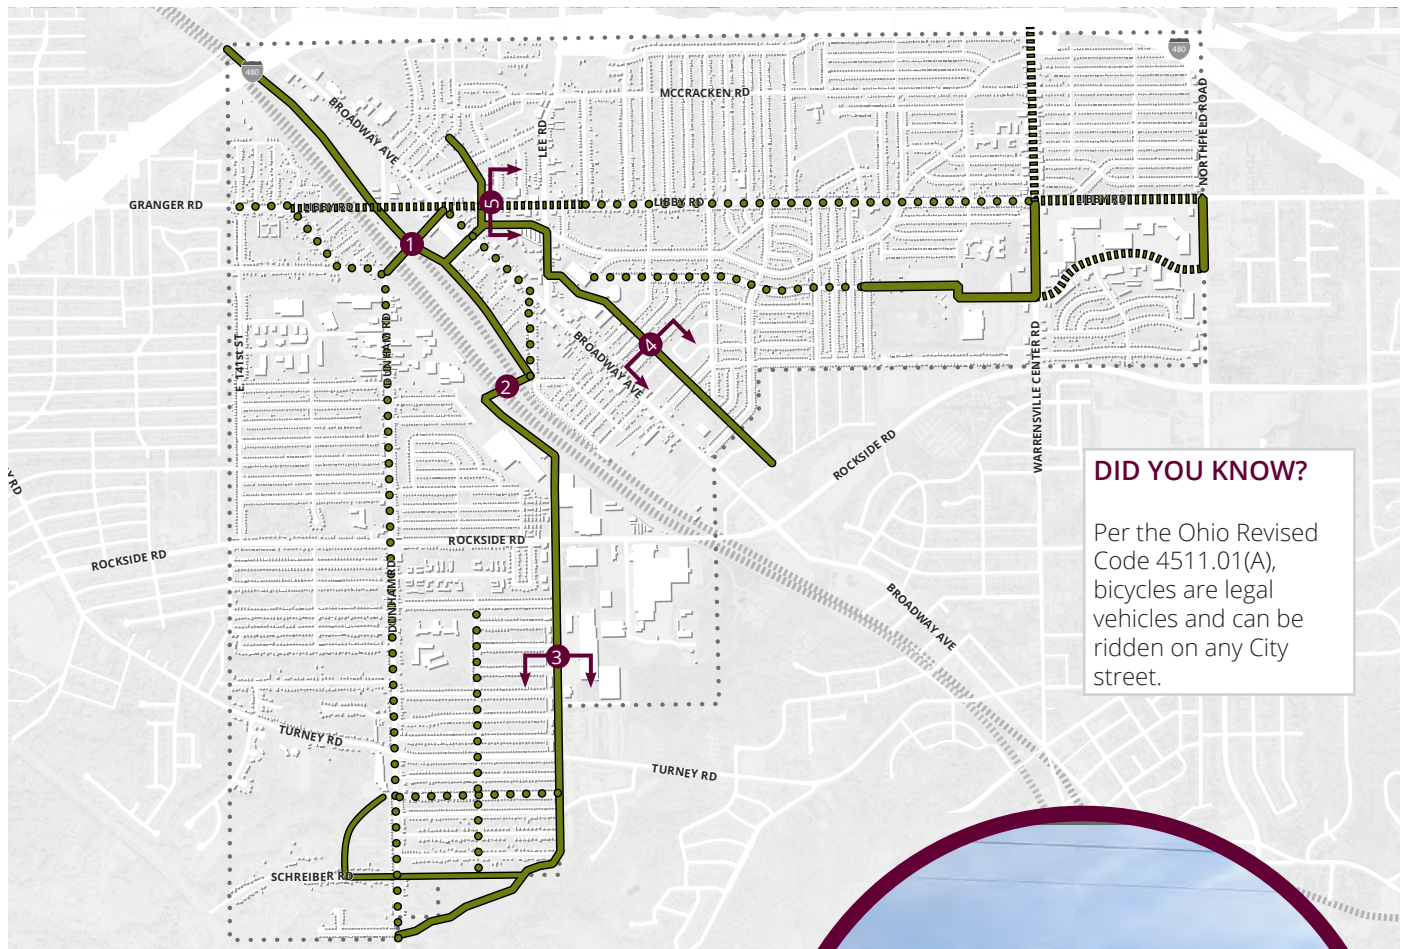 480
480
MCCRACKEN RD
BROADWAY AVE
LEE RD
NORTHFIELD ROAD
GRANGER RD
LIBBY RD
5
LIBBY RD
LIBBY RD
1
DUNHAM RD
E. 141st ST
4
BROADWAY AVE
2
WARRENSVILLE CENTER RD
ROCKSIDE RD
Y RD
ROCKSIDE RD
ROCKSIDE RD
DUNHAM RD
BROADWAY AVE
3
TURNEY RD
TURNEY RD
SCHREIBER RD
DID YOU KNOW?
Per the Ohio Revised
Code 4511.01(A),
bicycles are legal
vehicles and can be
ridden on any City
street.